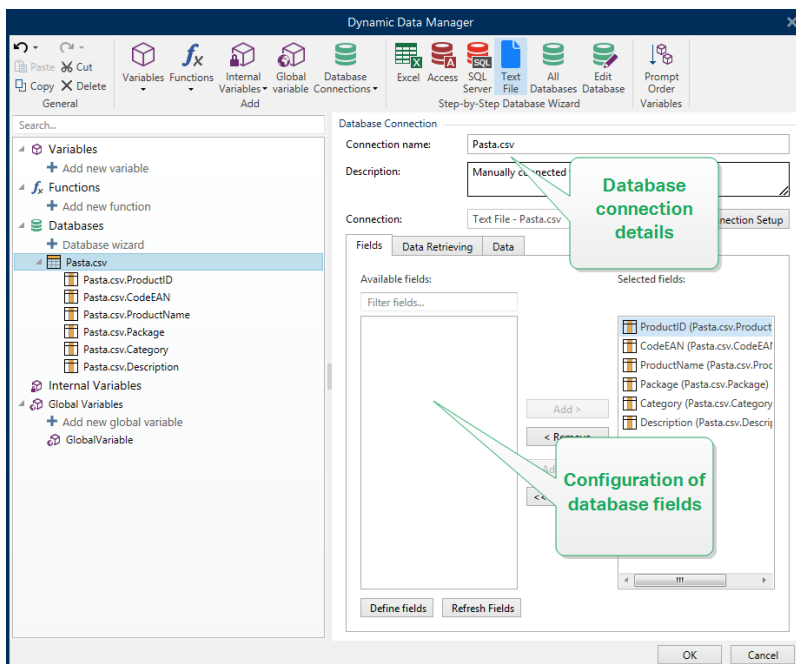 Dynamic Data Manager
Paste Cut
Copy Delete
General
Variables Functions Internal Variables Global variable Database Connections
Add
Excel Access SQL Server Text File All Databases Edit Database
Step-by-Step Database Wizard
Prompt Order
Variables
Search...
Variables
Add new variable
Functions
Add new function
Databases
Database wizard
Pasta.csv
Pasta.csv.ProductID
Pasta.csv.CodeEAN
Pasta.csv.ProductName
Pasta.csv.Package
Pasta.csv.Category
Pasta.csv.Description
Internal Variables
Global Variables
Add new global variable
GlobalVariable
Database Connection
Connection name: Pasta.csv
Description: Manually connected
Connection: Text File - Pasta.csv Connection Setup
Database
connection
details
Fields Data Retrieving Data
Available fields: Selected fields:
Filter fields...
ProductID (Pasta.csv.Product
CodeEAN (Pasta.csv.CodeEAN
ProductName (Pasta.csv.Proc
Package (Pasta.csv.Package)
Category (Pasta.csv.Category
Description (Pasta.csv.Descrip
Add >
< Remove
Ad
<<
Configuration of
database fields
Define fields Refresh Fields
OK Cancel